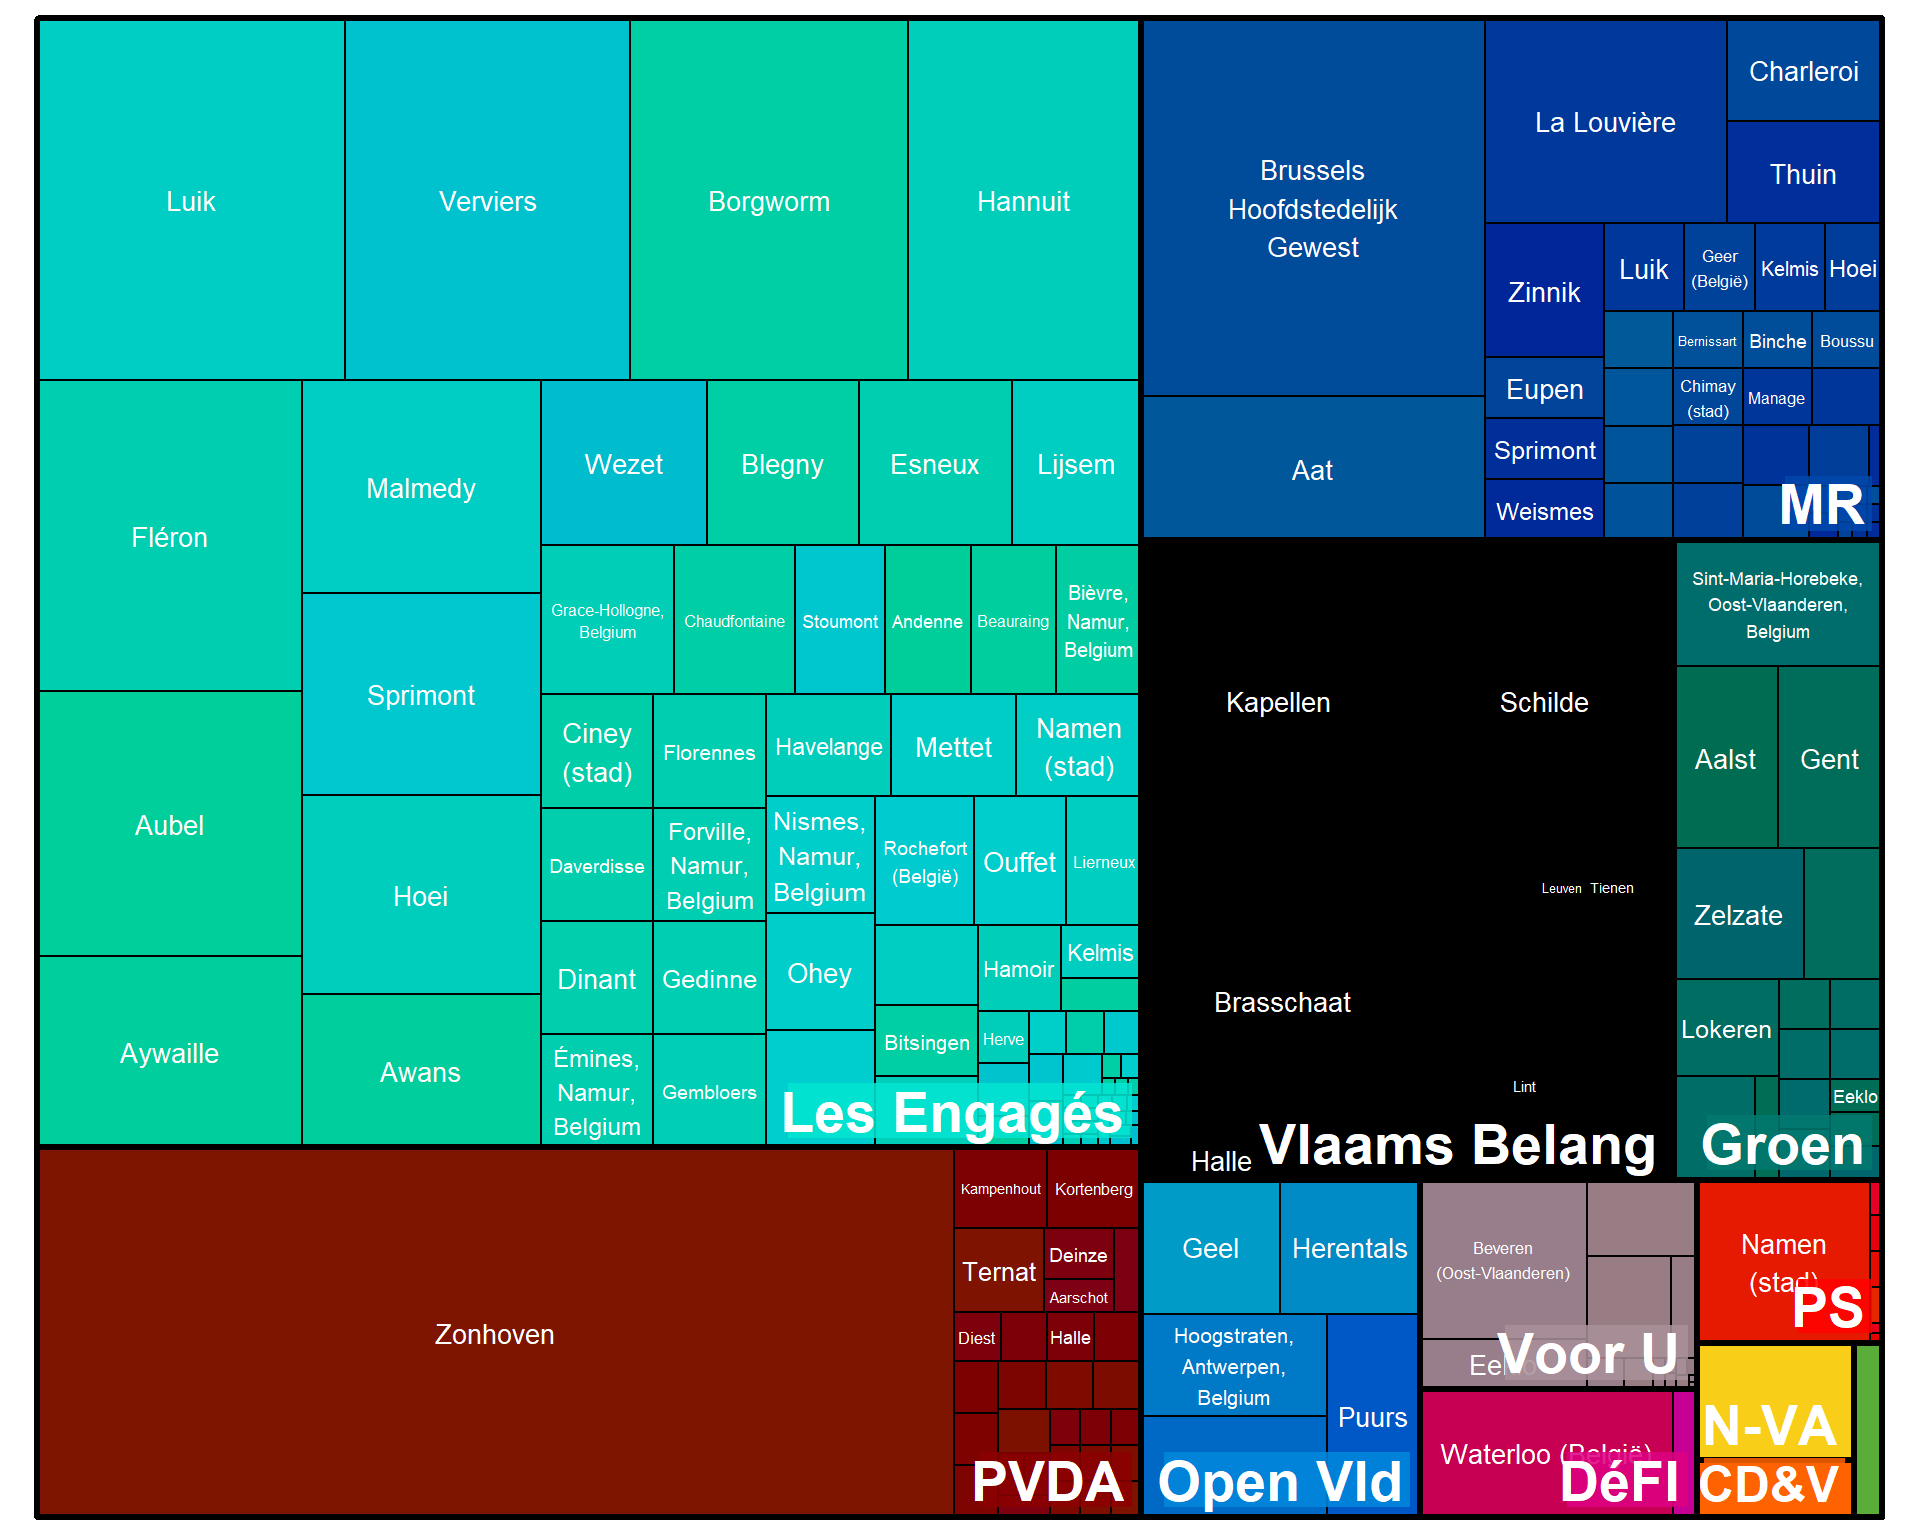 Luik
Verviers
Borgworm
Hannuit
Fléron
Malmedy
Wezet
Blegny
Esneux
Lijsem
Sprimont
Grace-Hollogne,
Belgium
Chaudfontaine
Stoumont
Andenne
Beauraing
Bièvre,
Namur,
Belgium
Aubel
Hoei
Ciney
(stad)
Florennes
Havelange
Mettet
Namen
(stad)
Daverdisse
Forville,
Namur,
Belgium
Nismes,
Namur,
Belgium
Rochefort
(België)
Ouffet
Lierneux
Aywaille
Awans
Dinant
Gedinne
Ohey
Hamoir
Kelmis
Émines,
Namur,
Belgium
Gembloers
Bitsingen
Herve
Les Engagés
Brussels
Hoofdstedelijk
Gewest
La Louvière
Charleroi
Thuin
Aat
Zinnik
Luik
Geer
(België)
Kelmis
Hoei
Eupen
Bernissart
Binche
Boussu
Chimay
(stad)
Manage
Sprimont
Weismes
MR
Kapellen
Schilde
Leuven
Tienen
Brasschaat
Lint
Halle
Vlaams Belang
Sint-Maria-Horebeke,
Oost-Vlaanderen,
Belgium
Aalst
Gent
Zelzate
Lokeren
Eeklo
Groen
Zonhoven
Kampenhout
Kortenberg
Ternat
Deinze
Aarschot
Diest
Halle
PVDA
Geel
Herentals
Hoogstraten,
Antwerpen,
Belgium
Puurs
Open Vld
Beveren
(Oost-Vlaanderen)
Eeklo
Voor U
Waterloo (België)
DéFI
Namen
(stad)
PS
N-VA
CD&V